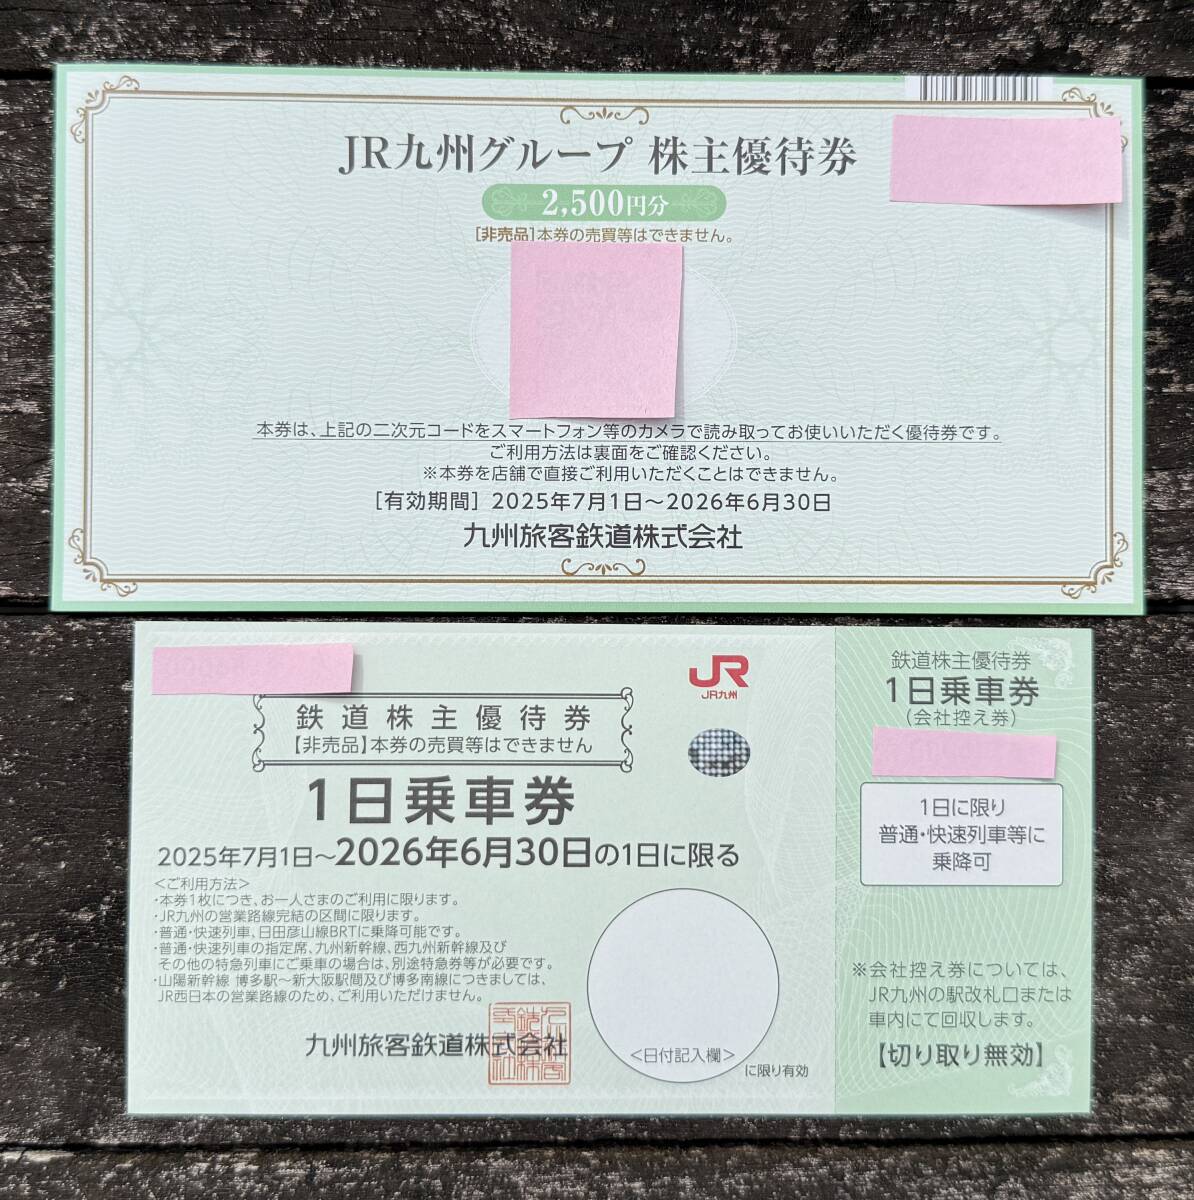 JR九州グループ 株主優待券
2,500円分
[非売品]本券の売買等はできません。
本券は、上記の二次元コードをスマートフォン等のカメラで読み取ってお使いいただく優待券です。
ご利用方法は裏面をご確認ください。
※本券を店舗で直接ご利用いただくことはできません。
[有効期間] 2025年7月1日～2026年6月30日
九州旅客鉄道株式会社
JR
JR九州
鉄道株主優待券
【非売品】本券の売買等はできません
1日乗車券
2025年7月1日～2026年6月30日の1日に限る
＜ご利用方法＞
・本券1枚につき、お一人さまのご利用に限ります。
・JR九州の営業路線完結の区間に限ります。
・普通・快速列車、日田彦山線BRTに乗降可能です。
・普通・快速列車の指定席、九州新幹線、西九州新幹線及び
その他の特急列車にご乗車の場合は、別途特急券等が必要です。
・山陽新幹線 博多駅～新大阪駅間及び博多南線につきましては、
JR西日本の営業路線のため、ご利用いただけません。
九州旅客鉄道株式会社
＜日付記入欄＞
に限り有効
鉄道株主優待券
1日乗車券
(会社控え券)
1日に限り
普通・快速列車等に
乗降可
※会社控え券については、
JR九州の駅改札口または
車内にて回収します。
【切り取り無効】